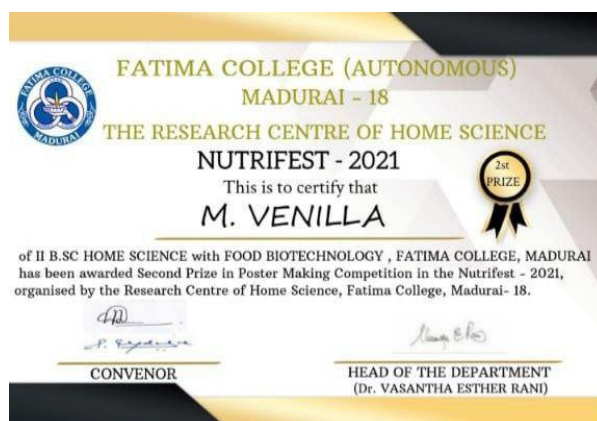 FATIMA COLLEGE
MADURAI
FATIMA COLLEGE (AUTONOMOUS)
MADURAI - 18
THE RESEARCH CENTRE OF HOME SCIENCE
NUTRIFEST - 2021
2st
PRIZE
This is to certify that
M. VENILLA
of II B.SC HOME SCIENCE with FOOD BIOTECHNOLOGY , FATIMA COLLEGE, MADURAI
has been awarded Second Prize in Poster Making Competition in the Nutrifest - 2021,
organised by the Research Centre of Home Science, Fatima College, Madurai- 18.
CONVENOR
HEAD OF THE DEPARTMENT
(Dr. VASANTHA ESTHER RANI)